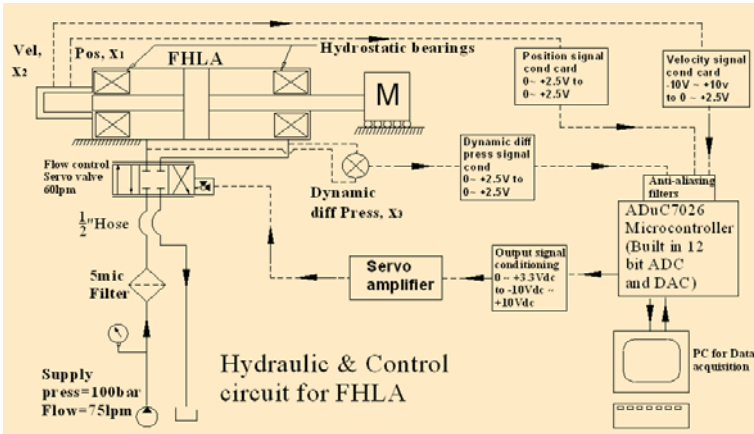 Vel,
X2
Pos, X1
FHLA
Hydrostatic bearings
M
Position signal
cond card
0~ +2.5V to
0~ +2.5V
Velocity signal
cond card
-10V ~ +10v
to 0 ~ +2.5V
Flow control
Servo valve
60lpm
Dynamic
diff Press, X3
Dynamic diff
press signal
cond
0~ +2.5V to
0~ +2.5V
Anti-aliasing
filters
ADuC7026
Microcontroller
(Built in 12
bit ADC
and DAC)
1/2"Hose
5mic
Filter
Servo
amplifier
Output signal
conditioning
0 ~ +3.3Vdc
to -10Vdc ~
+10Vdc
PC for Data
acquisition
Supply
press=100bar
Flow=75lpm
Hydraulic & Control
circuit for FHLA